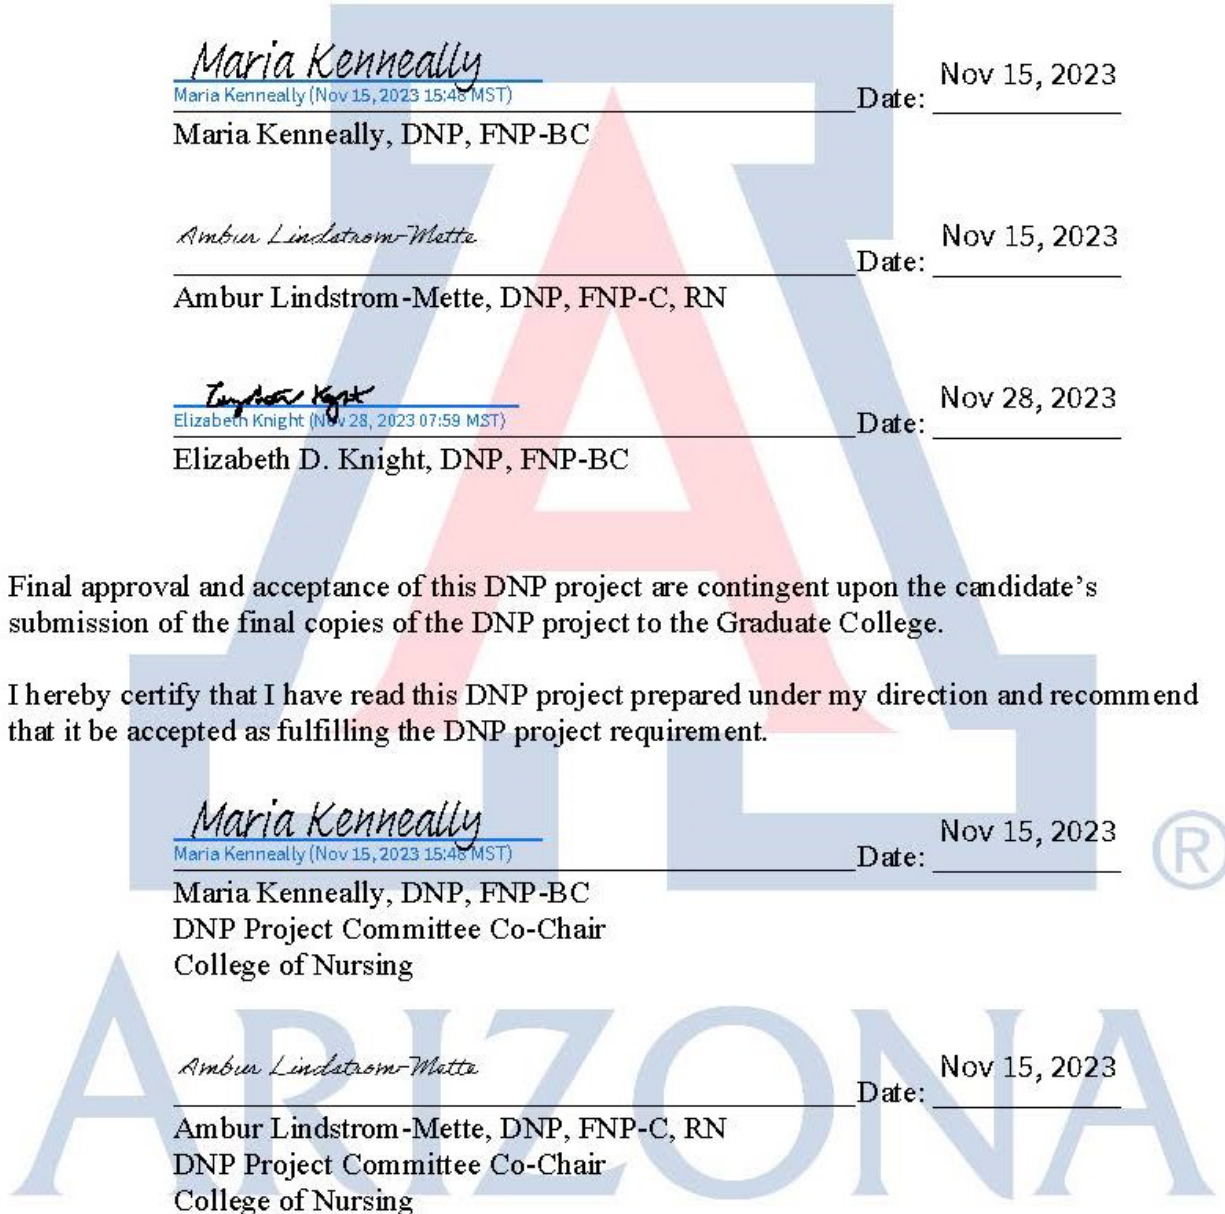 Maria Kenneally
Maria Kenneally (Nov 15, 2023 15:48 MST)
Date: Nov 15, 2023
Maria Kenneally, DNP, FNP-BC
Ambur Lindstrom-Mette
Date: Nov 15, 2023
Ambur Lindstrom-Mette, DNP, FNP-C, RN
Elizabeth Knight (Nov 28, 2023 07:59 MST)
Date: Nov 28, 2023
Elizabeth D. Knight, DNP, FNP-BC
Final approval and acceptance of this DNP project are contingent upon the candidate’s
submission of the final copies of the DNP project to the Graduate College.
I hereby certify that I have read this DNP project prepared under my direction and recommend
that it be accepted as fulfilling the DNP project requirement.
Maria Kenneally
Maria Kenneally (Nov 15, 2023 15:48 MST)
Date: Nov 15, 2023
®
Maria Kenneally, DNP, FNP-BC
DNP Project Committee Co-Chair
College of Nursing
ARIZONA
Ambur Lindstrom-Mette
Date: Nov 15, 2023
Ambur Lindstrom-Mette, DNP, FNP-C, RN
DNP Project Committee Co-Chair
College of Nursing